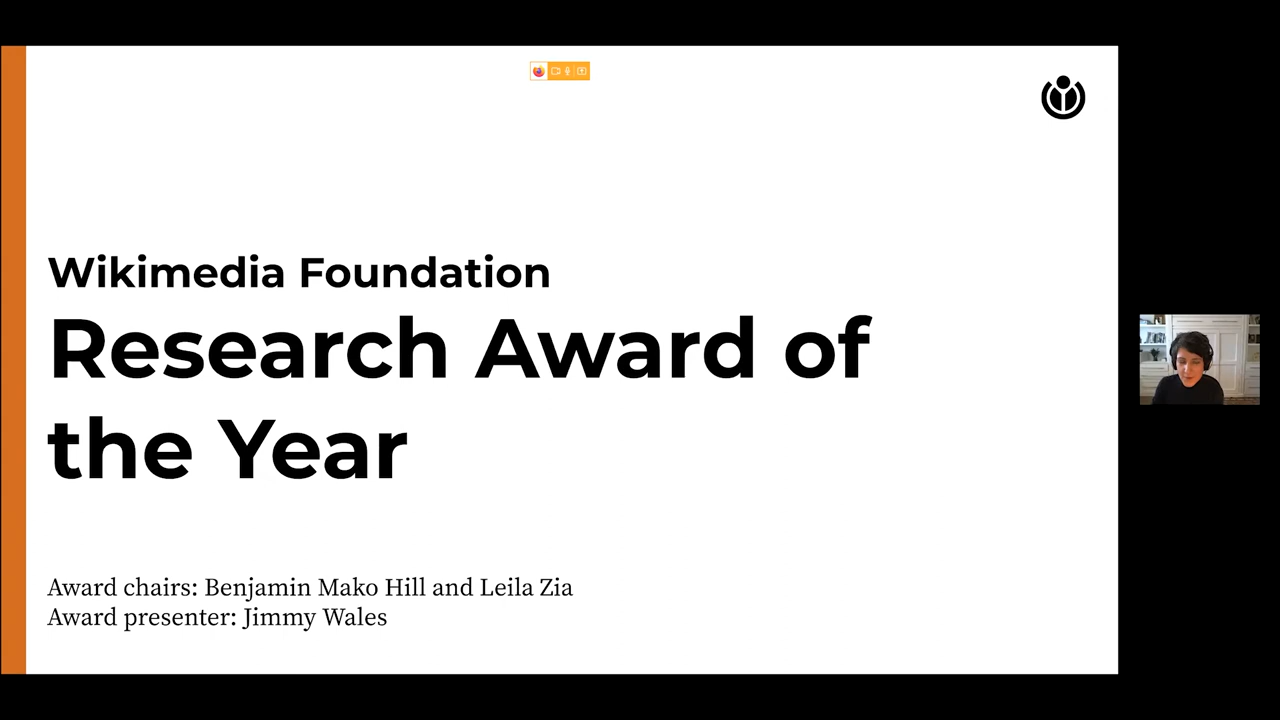 Wikimedia Foundation
Research Award of
the Year
Award chairs: Benjamin Mako Hill and Leila Zia
Award presenter: Jimmy Wales